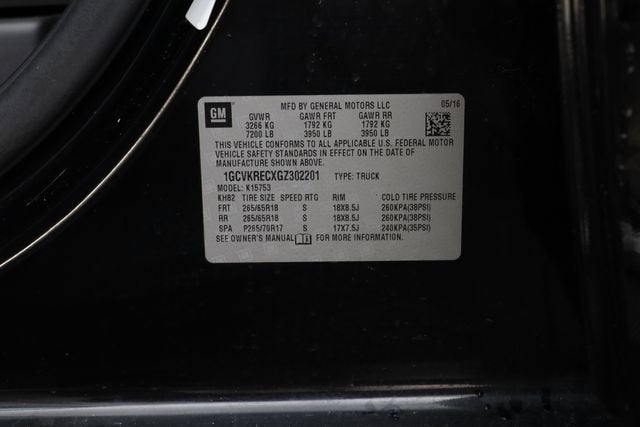 GM
MFD BY GENERAL MOTORS LLC 05/16
GVWR GAWR FRT GAWR RR
3266 KG 1792 KG 1792 KG
7200 LB 3950 LB 3950 LB
THIS VEHICLE CONFORMS TO ALL APPLICABLE U.S. FEDERAL MOTOR
VEHICLE SAFETY STANDARDS IN EFFECT ON THE DATE OF
MANUFACTURE SHOWN ABOVE.
1GCVKRECXGZ302201 TYPE: TRUCK
MODEL: K15753
KH82 TIRE SIZE SPEED RTG RIM COLD TIRE PRESSURE
FRT 265/65R18 S 18X8.5J 260KPA(38PSI)
RR 265/65R18 S 18X8.5J 260KPA(38PSI)
SPA P265/70R17 S 17X7.5J 240KPA(35PSI)
SEE OWNER'S MANUAL FOR MORE INFORMATION.